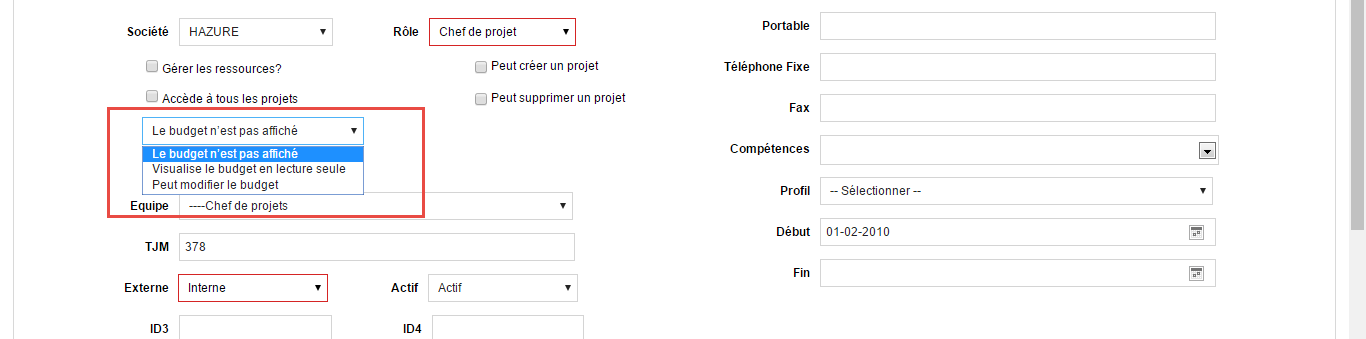 Société HAZURE Rôle Chef de projet
Gérer les ressources? Peut créer un projet
Accède à tous les projets Peut supprimer un projet
Le budget n'est pas affiché
Le budget n'est pas affiché
Visualise le budget en lecture seule
Peut modifier le budget
Equipe ----Chef de projets
TJM 378
Externe Interne Actif Actif
ID3 ID4
Portable
Téléphone Fixe
Fax
Compétences
Profil -- Sélectionner --
Début 01-02-2010
Fin